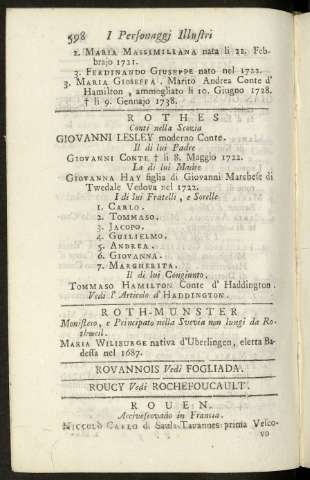 598 I Personaggj Illustri
2. MARIA MASSIMILIANA nata li 22. Feb-
brajo 1721.
3. FERDINANDO GIUSEPPE nato nel 1722.
3. MARIA GIOSEFFA. Marito Andrea Conte d'
Hamilton, ammogliato li 10. Giugno 1728.
† li 9. Gennajo 1738.
ROTHES
Conti nella Scozia
GIOVANNI LESLEY moderno Conte.
Il di lui Padre
GIOVANNI CONTE † li 8. Maggio 1722.
La di lui Madre
GIOVANNA HAY figlia di Giovanni Marchese di
Twedale Vedova nel 1722.
I di lui Fratelli, e Sorelle
1. CARLO.
2. TOMMASO.
3. JACOPO.
4. GUILIELMO.
5. ANDREA.
6. GIOVANNA.
7. MARGHERITA.
Il di lui Congiunto.
TOMMASO HAMILTON Conte d'Haddington.
Vedi l'Articolo d'HADDINGTON.
ROTH-MUNSTER
Monistero, e Principato nella Svevia non lungi da Ro-
thweil.
MARIA WILIBURGE nativa d'Uberlingen, eletta Ba-
dessa nel 1687.
ROVANNOIS Vedi FOGLIADA.
ROUCY Vedi ROCHEFOUCAULT.
ROUEN.
Arcivescovado in Francia.
NICCOLÒ CARLO di Saulx-Tavannes prima Vesco-
vo